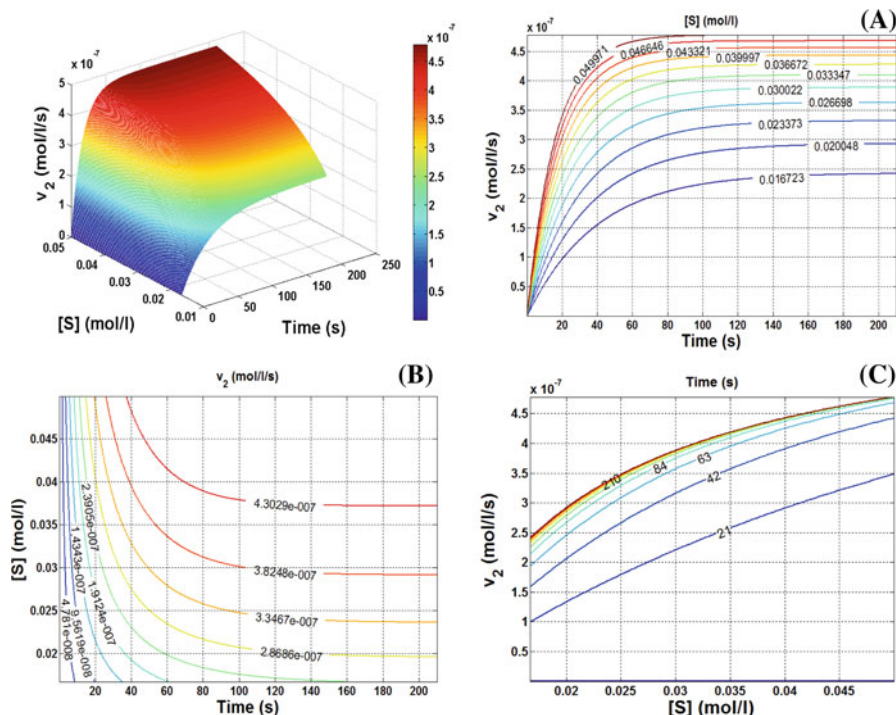 x 10⁻⁷
5
4
3
2
1
0
v₂ (mol/l/s)
0.05
0.04
0.03
0.02
0.01
[S] (mol/l)
0
50
100
150
200
250
Time (s)
x 10⁻⁷
4.5
4
3.5
3
2.5
2
1.5
1
0.5
[S] (mol/l)
(A)
x 10⁻⁷
4.5
4
3.5
3
2.5
2
1.5
1
0.5
v₂ (mol/l/s)
0.049971
0.046646
0.043321
0.039997
0.036672
0.033347
0.030022
0.026698
0.023373
0.020048
0.016723
20 40 60 80 100 120 140 160 180 200
Time (s)
v₂ (mol/l/s)
(B)
0.045
0.04
0.035
0.03
0.025
0.02
[S] (mol/l)
4.3029e-007
3.8248e-007
3.3467e-007
2.8686e-007
2.3905e-007
1.9124e-007
1.4343e-007
9.5619e-008
4.781e-008
20 40 60 80 100 120 140 160 180 200
Time (s)
Time (s)
(C)
x 10⁻⁷
4.5
4
3.5
3
2.5
2
1.5
1
0.5
v₂ (mol/l/s)
210
84
63
42
21
0.02 0.025 0.03 0.035 0.04 0.045
[S] (mol/l)